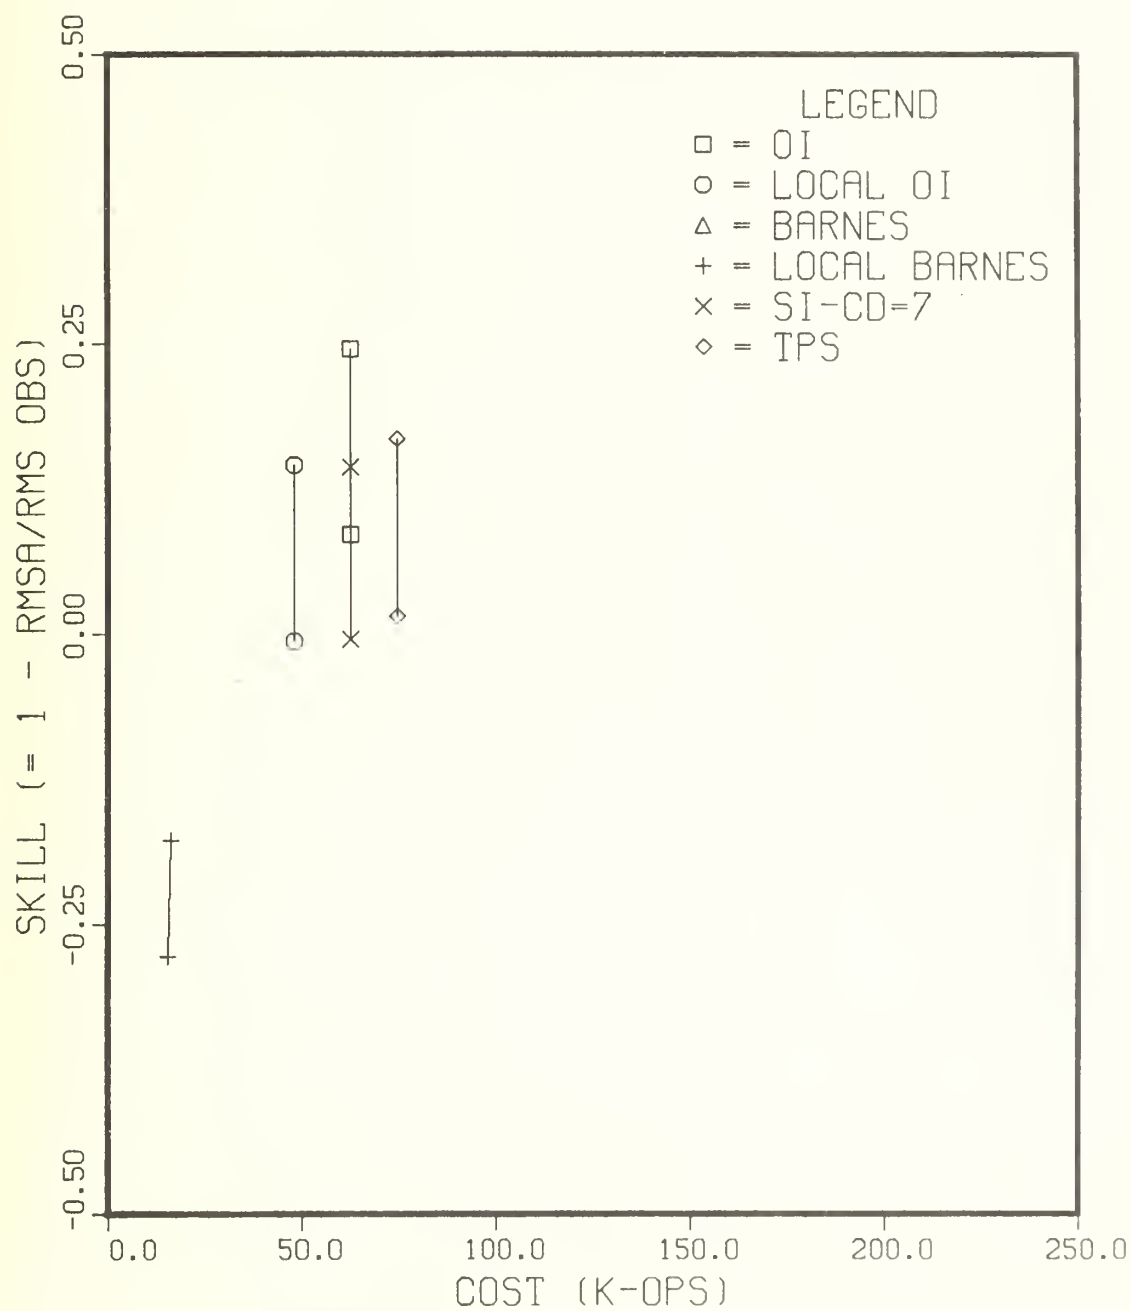 SKILL (= 1 - RMSA/RMS OBS)
0.50
0.25
0.00
-0.25
-0.50
LEGEND
□ = OI
○ = LOCAL OI
△ = BARNES
+ = LOCAL BARNES
× = SI-CD=7
◇ = TPS
0.0 50.0 100.0 150.0 200.0 250.0
COST (K-OPS)